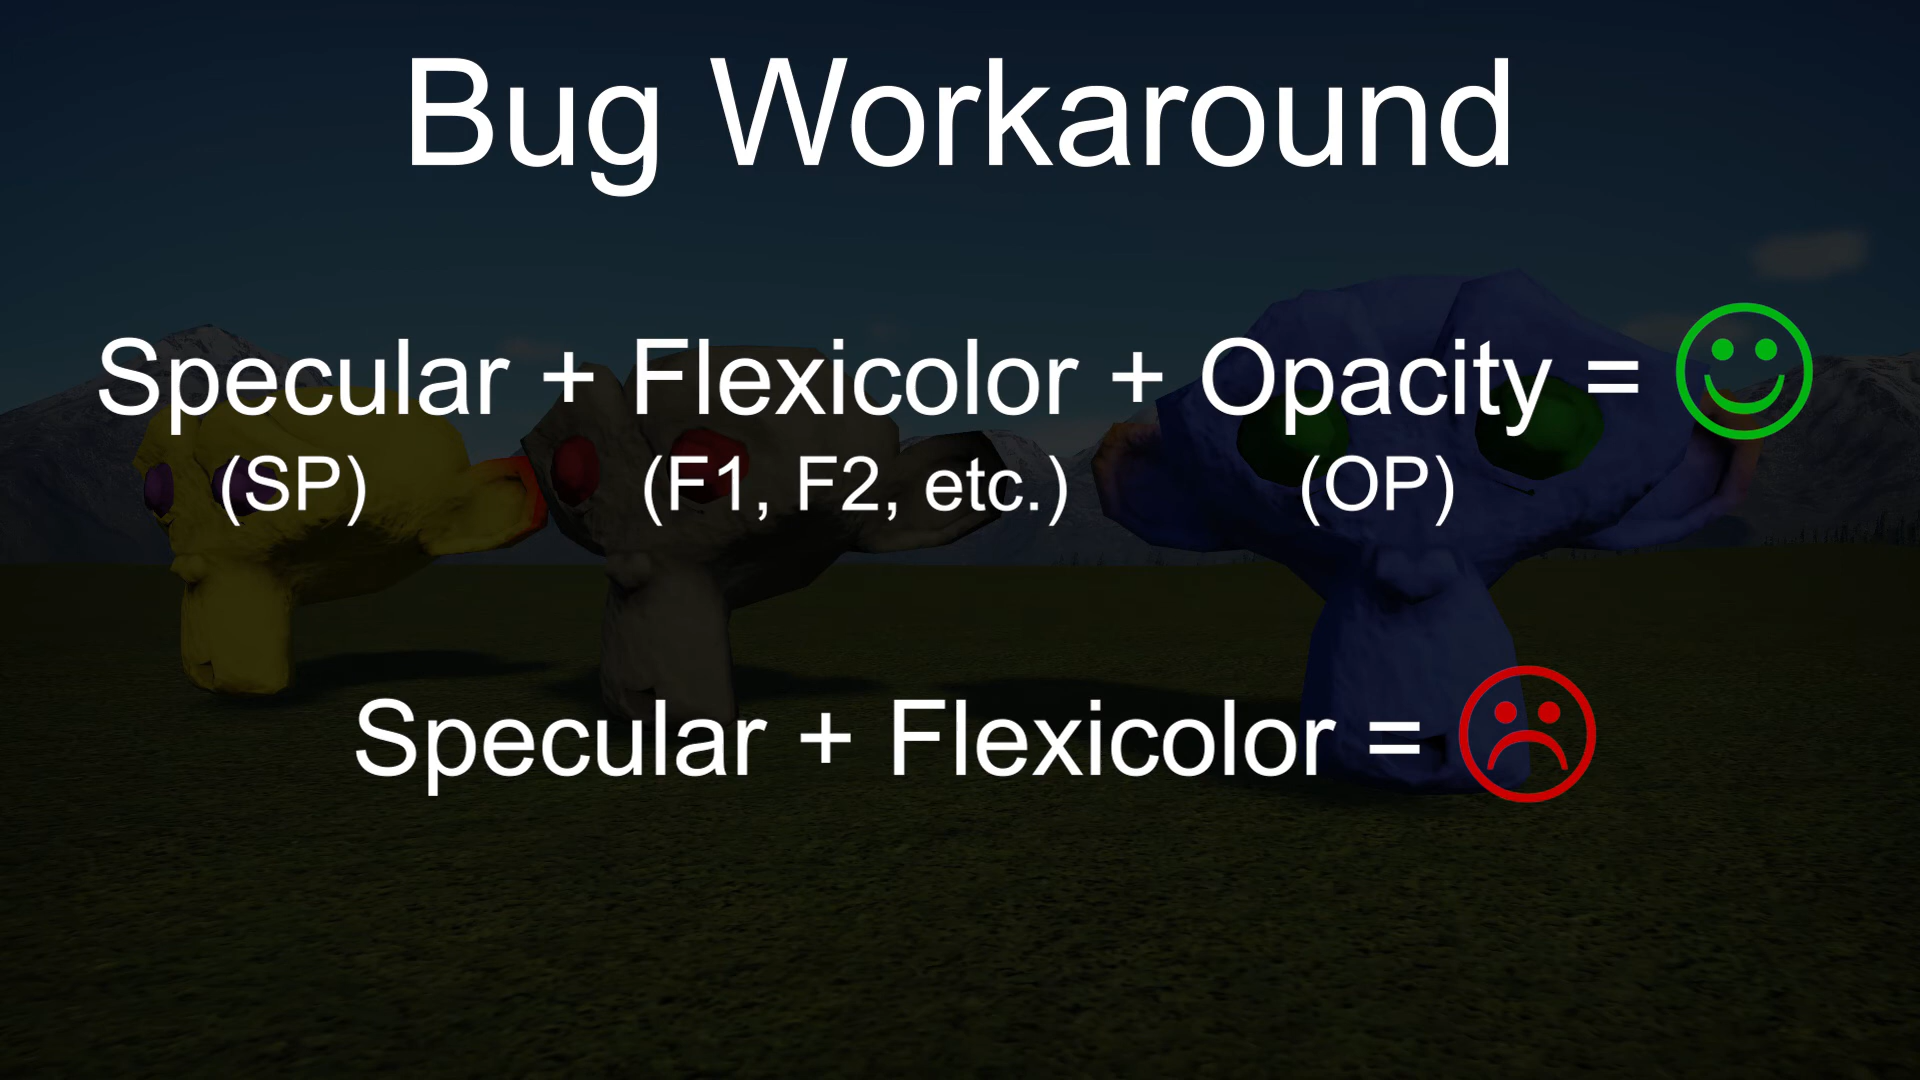 Bug Workaround
Specular + Flexicolor + Opacity =
(SP) (F1, F2, etc.) (OP)
Specular + Flexicolor =